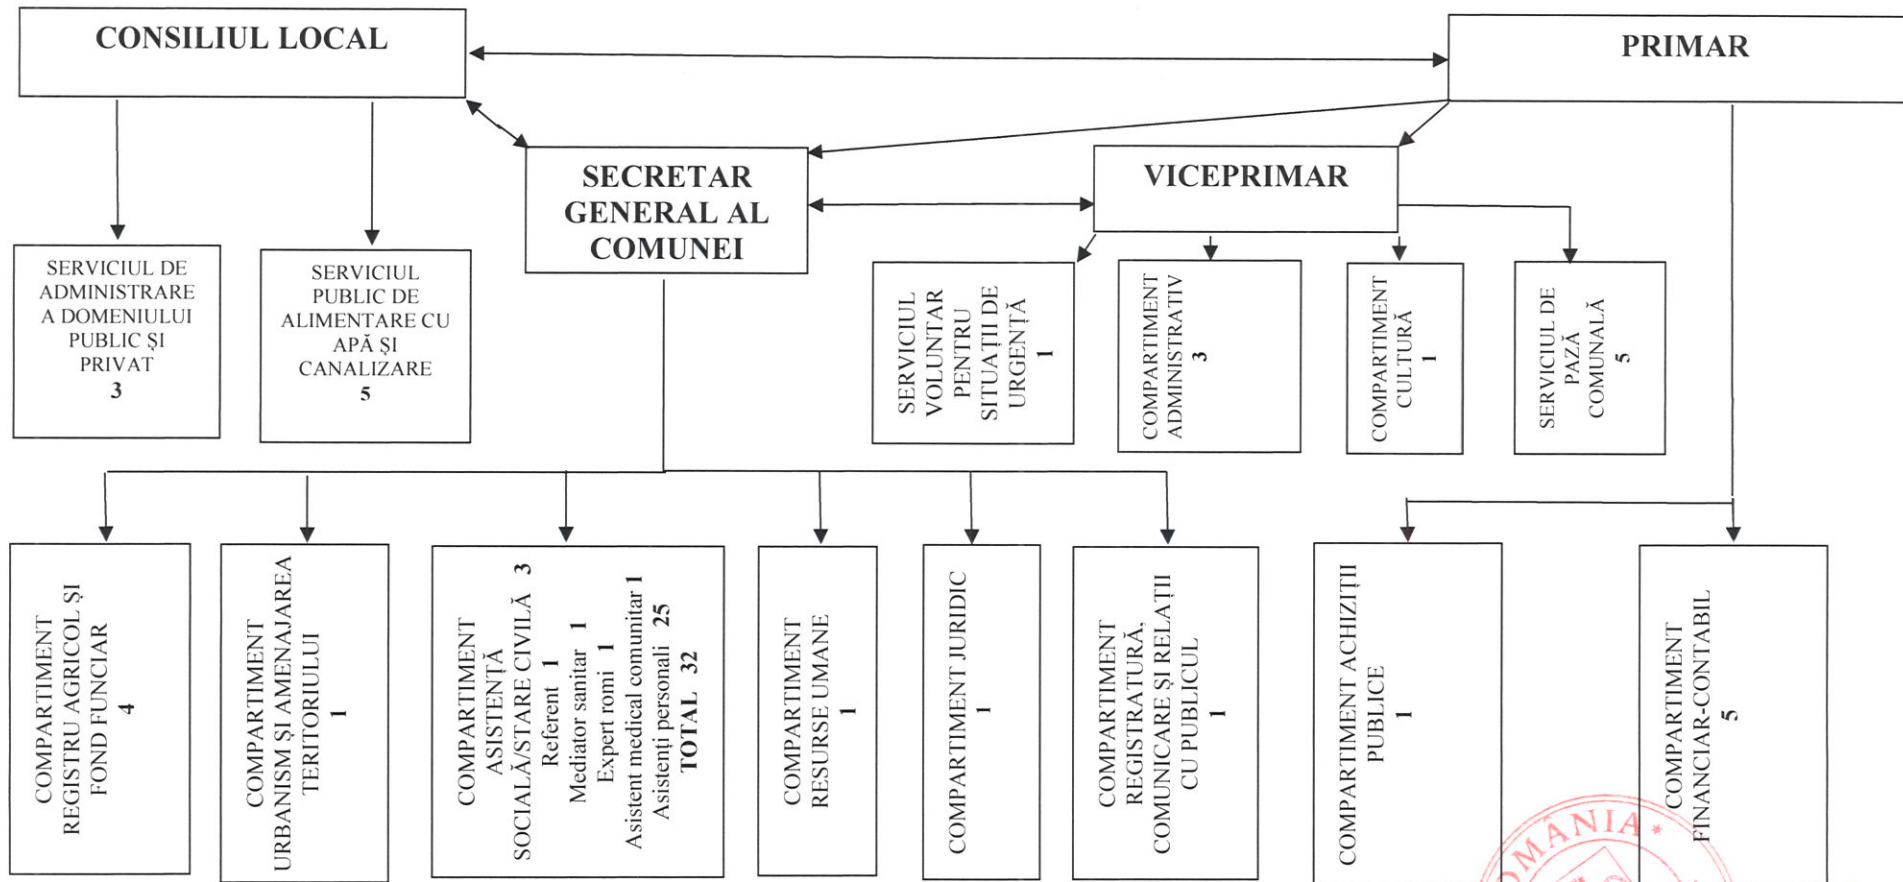 CONSILIUL LOCAL
PRIMAR
SECRETAR
GENERAL AL
COMUNEI
VICEPRIMAR
SERVICIUL DE
ADMINISTRARE
A DOMENIULUI
PUBLIC ȘI
PRIVAT
3
SERVICIUL
PUBLIC DE
ALIMENTARE CU
APĂ ȘI
CANALIZARE
5
SERVICIUL
VOLUNTAR
PENTRU
SITUAȚII DE
URGENȚĂ
1
COMPARTIMENT
ADMINISTRATIV
3
COMPARTIMENT
CULTURĂ
1
SERVICIUL DE
PAZĂ
COMUNALĂ
5
COMPARTIMENT
REGISTRU AGRICOL ȘI
FOND FUNCIAR
4
COMPARTIMENT
URBANISM ȘI AMENAJAREA
TERITORIULUI
1
COMPARTIMENT
ASISTENȚĂ
SOCIALĂ/STARE CIVILĂ 3
Referent 1
Mediator sanitar 1
Expert romi 1
Asistent medical comunitar 1
Asistenți personali 25
TOTAL 32
COMPARTIMENT
RESURSE UMANE
1
COMPARTIMENT JURIDIC
1
COMPARTIMENT
REGISTRATURĂ,
COMUNICARE ȘI RELAȚII
CU PUBLICUL
1
COMPARTIMENT ACHIZIȚII
PUBLICE
1
COMPARTIMENT
FINANCIAR-CONTABIL
5